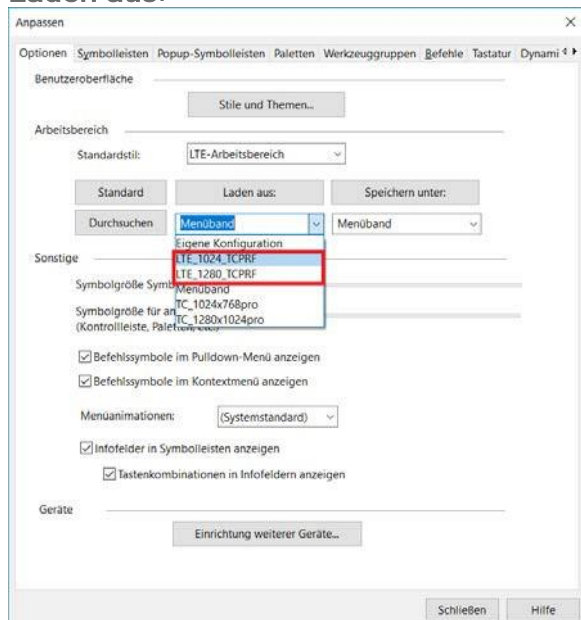 Laden aus:
Anpassen
Optionen Symbolleisten Popup-Symbolleisten Paletten Werkzeuggruppen Befehle Tastatur Dynami
Benutzeroberfläche
Stile und Themen...
Arbeitsbereich
Standardstil: LTE-Arbeitsbereich
Standard Laden aus: Speichern unter:
Durchsuchen Menüband Menüband
Eigene Konfiguration
Sonstige LTE_1024_TCPRF
LTE_1280_TCPRF
Symbolgröße Symb Menüband
TC_1024x768pro
Symbolgröße für an TC_1280x1024pro
(Kontrollleiste, Paletten, etc.)
Befehlssymbole im Pulldown-Menü anzeigen
Befehlssymbole im Kontextmenü anzeigen
Menüanimationen: (Systemstandard)
Infofelder in Symbolleisten anzeigen
Tastenkombinationen in Infofeldern anzeigen
Geräte
Einrichtung weiterer Geräte...
Schließen Hilfe